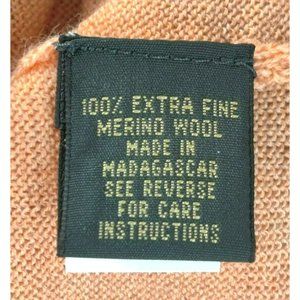 100% EXTRA FINE
MERINO WOOL
MADE IN
MADAGASCAR
SEE REVERSE
FOR CARE
INSTRUCTIONS